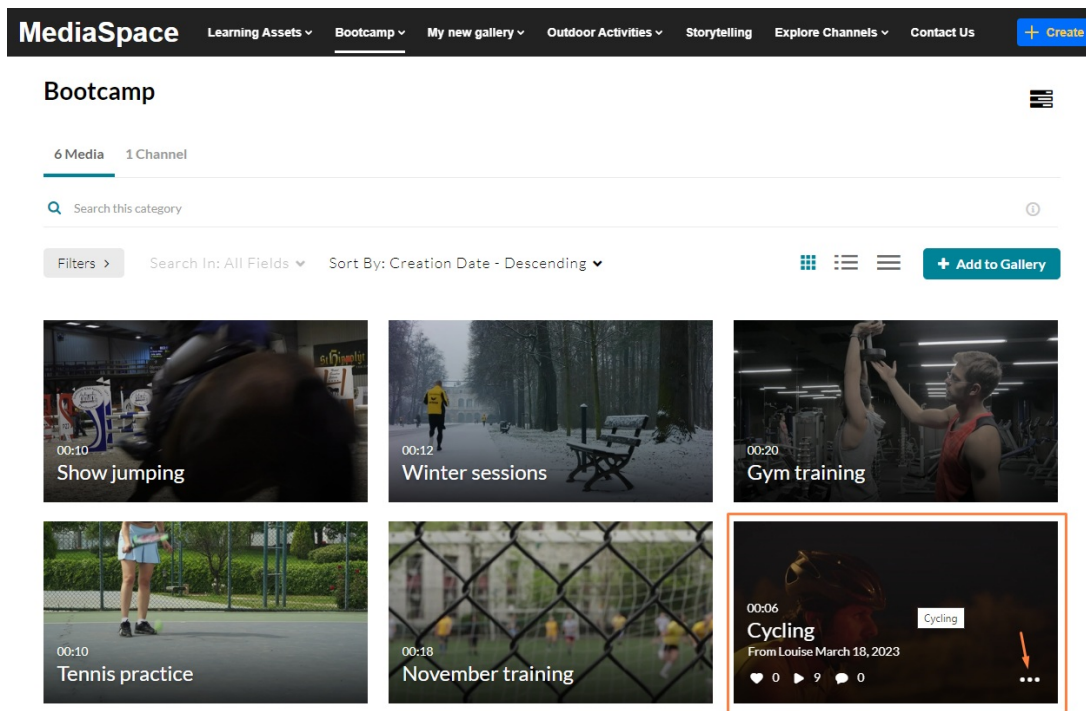 MediaSpace Learning Assets Bootcamp My new gallery Outdoor Activities Storytelling Explore Channels Contact Us + Create
Bootcamp
6 Media 1 Channel
Search this category
Filters > Search In: All Fields Sort By: Creation Date - Descending + Add to Gallery
St.Hippolyt
00:10
Show jumping
00:12
Winter sessions
00:20
Gym training
00:10
Tennis practice
00:18
November training
00:06
Cycling
Cycling
From Louise March 18, 2023
0 9 0